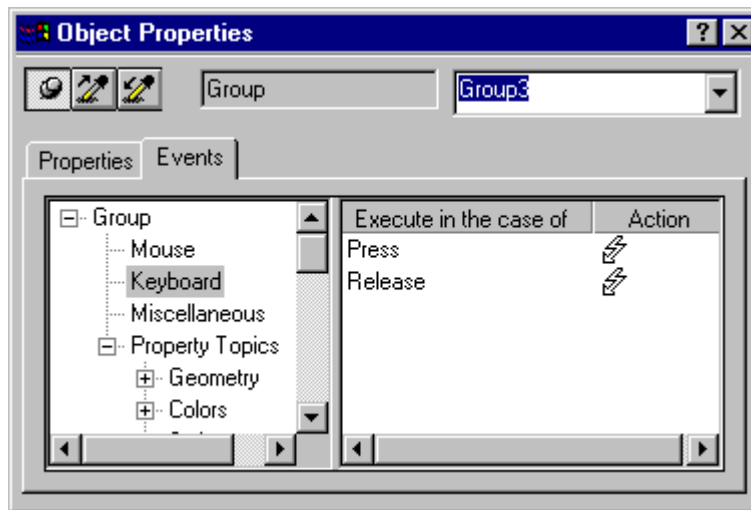 Object Properties
Group Group3
Properties Events
Group
Mouse
Keyboard
Miscellaneous
Property Topics
Geometry
Colors
Execute in the case of Action
Press
Release